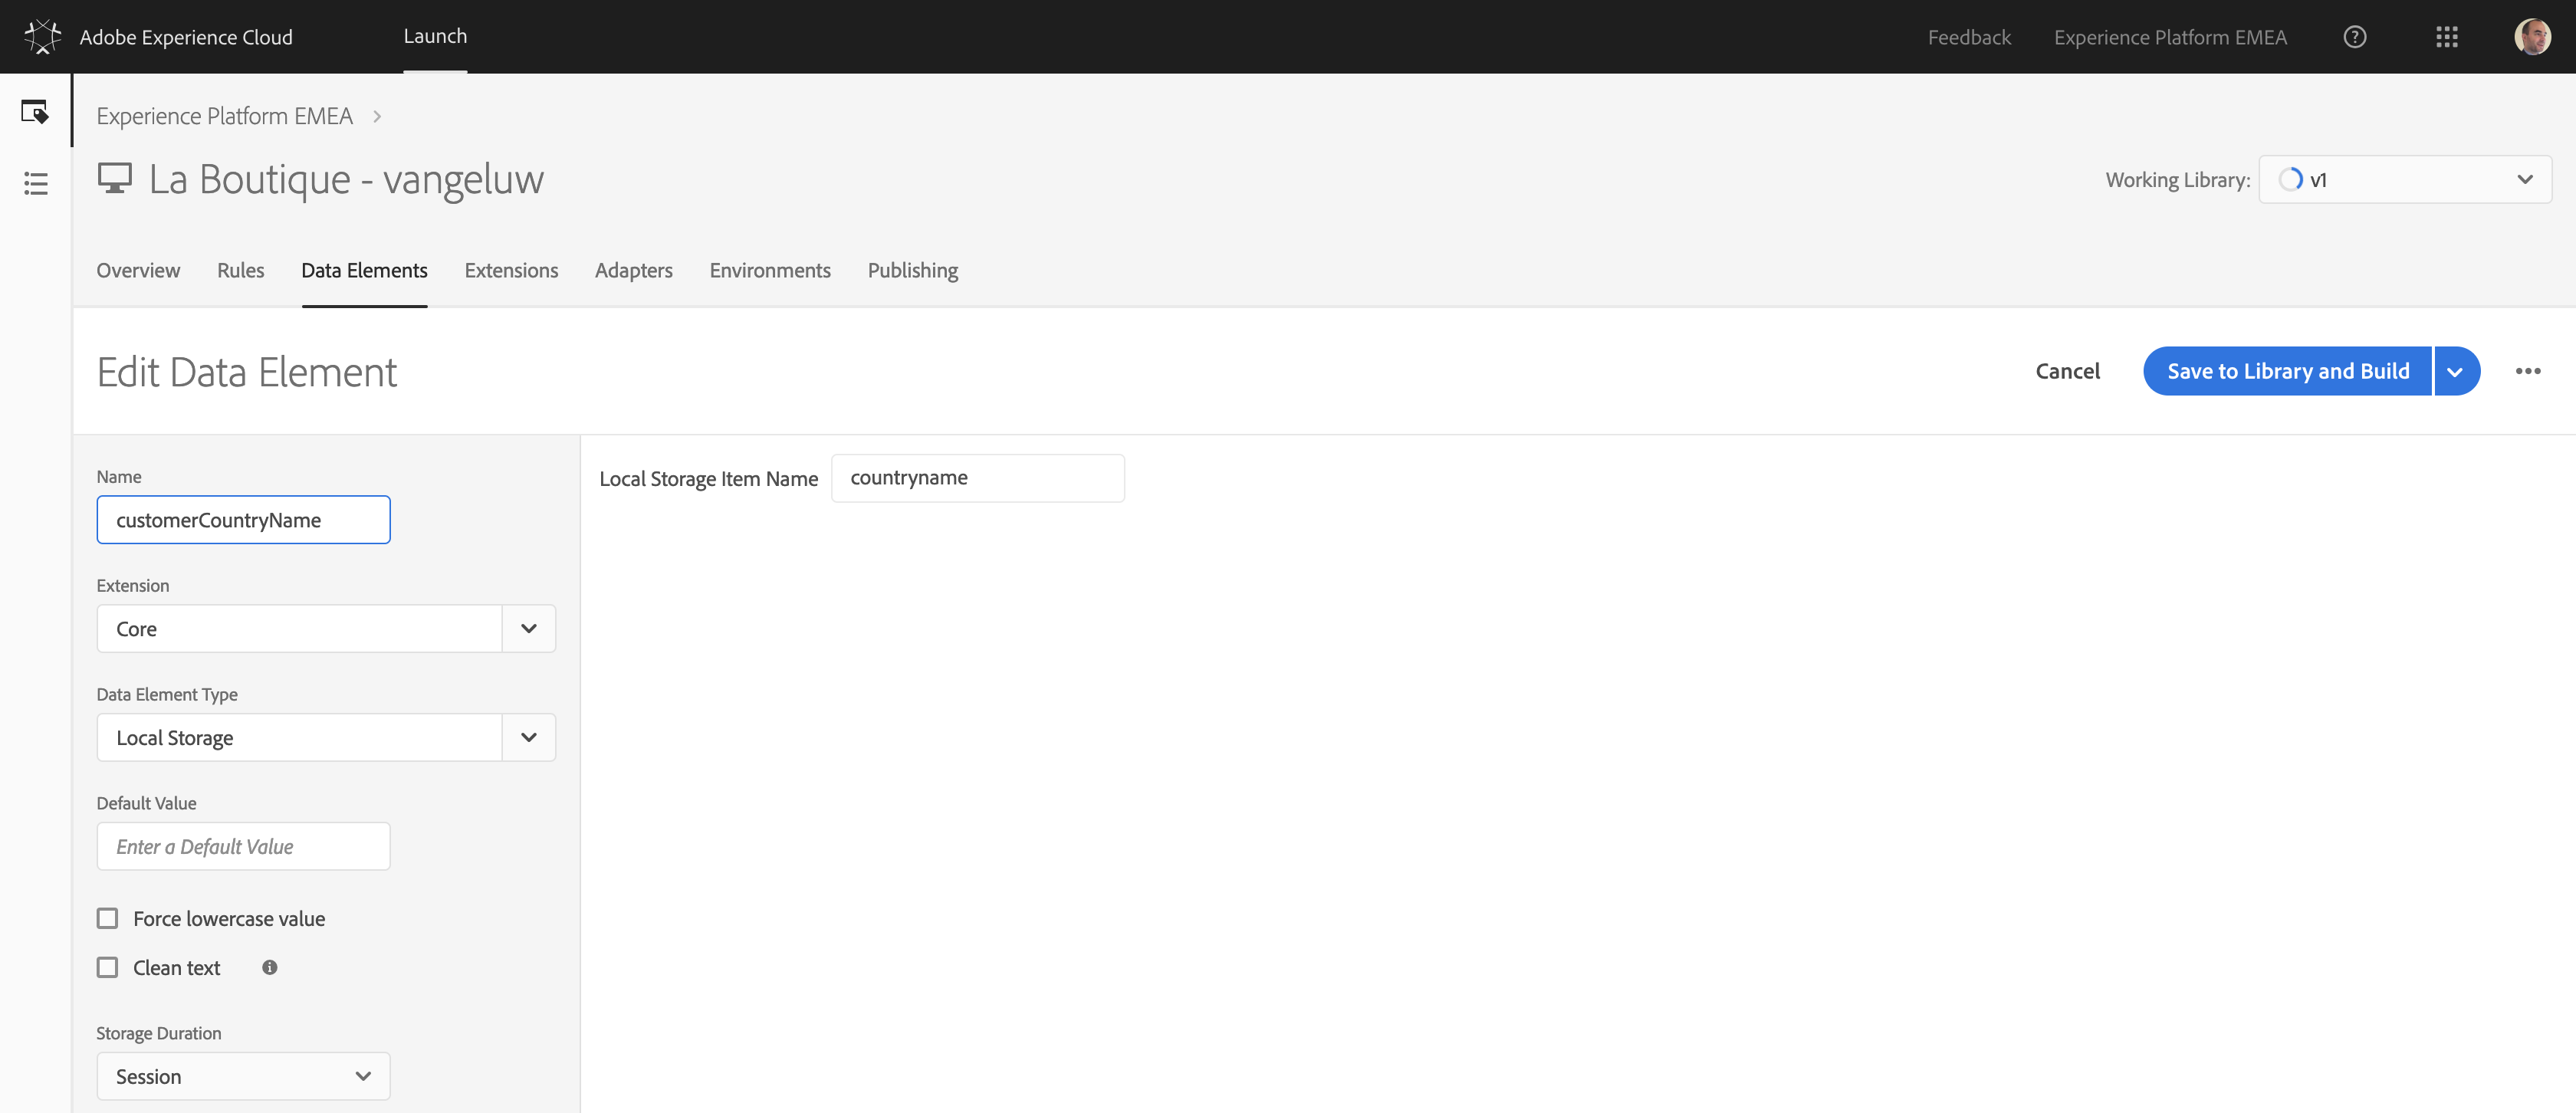 Adobe Experience Cloud
Launch
Feedback
Experience Platform EMEA
Experience Platform EMEA
La Boutique - vangeluw
Working Library:
v1
Overview
Rules
Data Elements
Extensions
Adapters
Environments
Publishing
Edit Data Element
Cancel
Save to Library and Build
Name
customerCountryName
Local Storage Item Name
countryname
Extension
Core
Data Element Type
Local Storage
Default Value
Enter a Default Value
Force lowercase value
Clean text
Storage Duration
Session